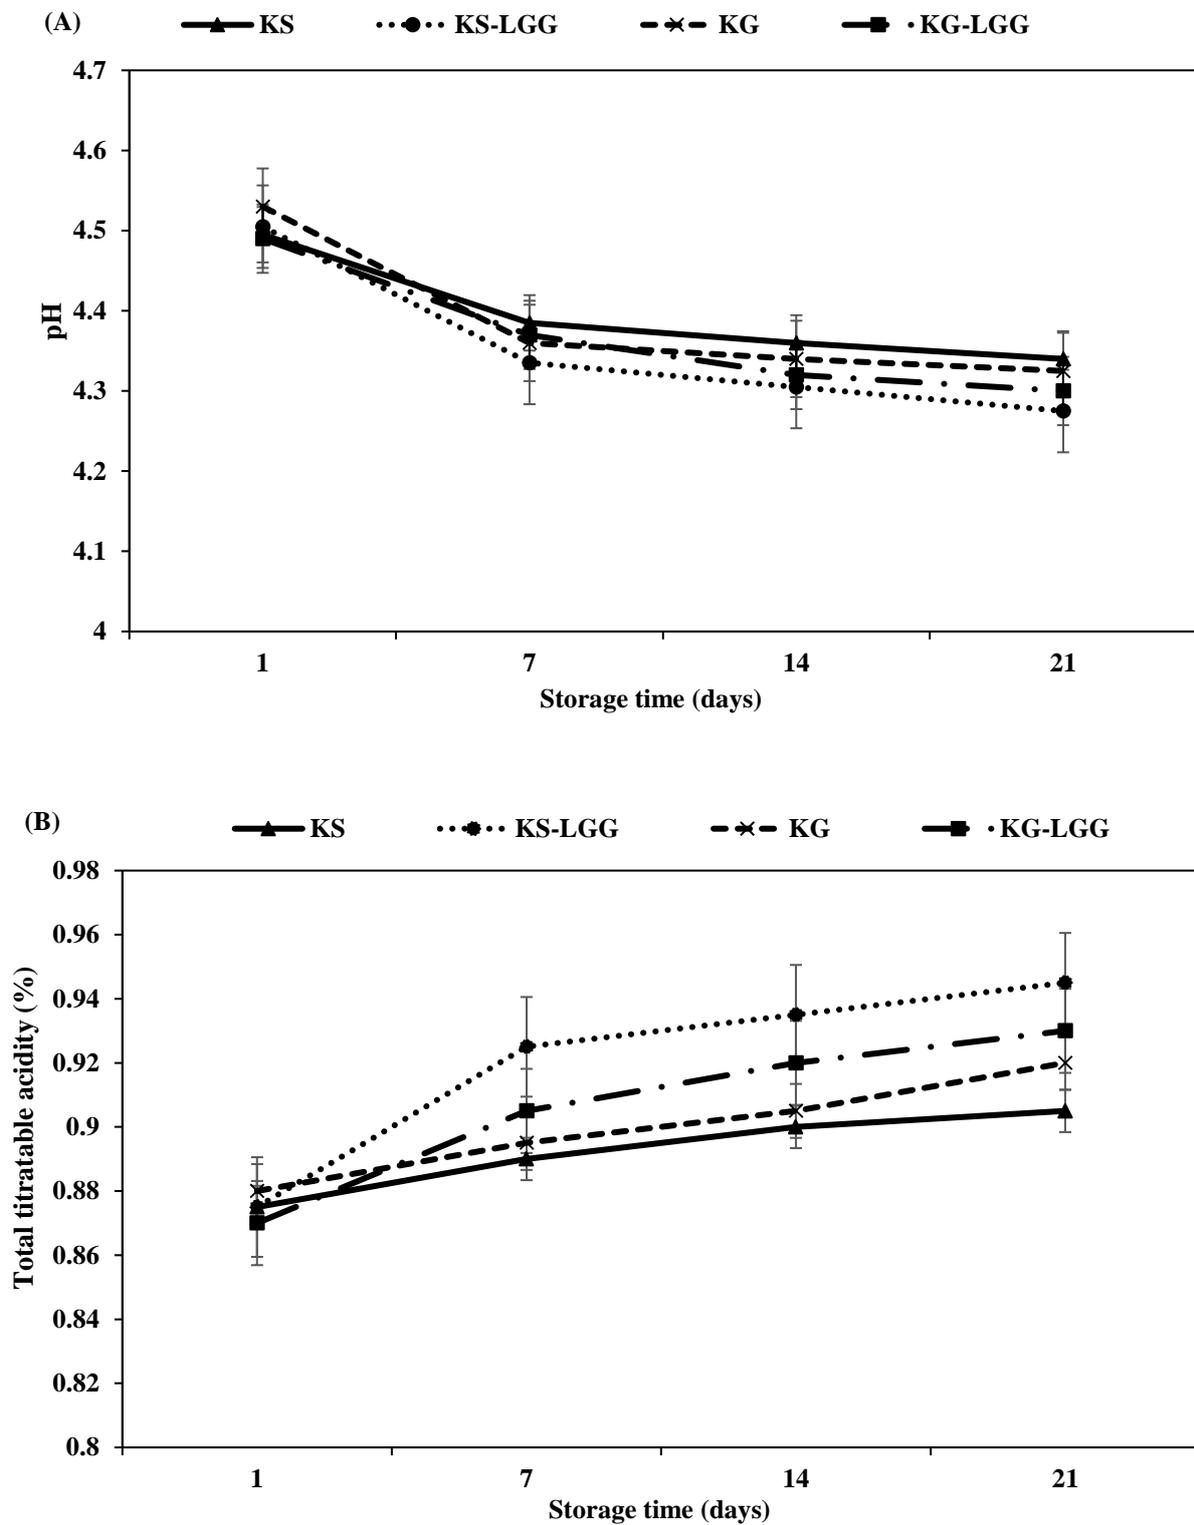 (A)
KS KS-LGG KG KG-LGG
4.7
4.6
4.5
4.4
4.3
4.2
4.1
4
pH
1 7 14 21
Storage time (days)
(B)
KS KS-LGG KG KG-LGG
0.98
0.96
0.94
0.92
0.9
0.88
0.86
0.84
0.82
0.8
Total titratable acidity (%)
1 7 14 21
Storage time (days)